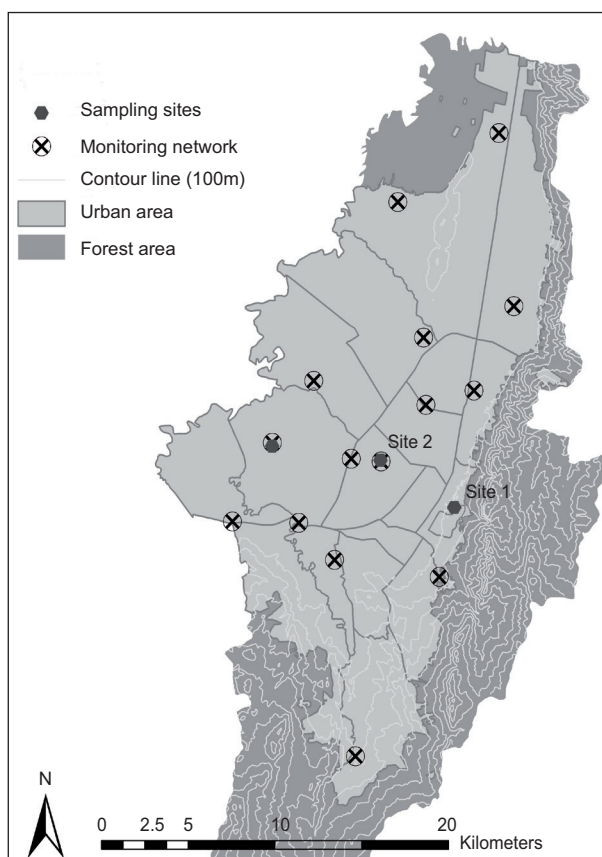 Sampling sites
Monitoring network
Contour line (100m)
Urban area
Forest area
Site 2
Site 1
N
0 2.5 5 10 20
Kilometers